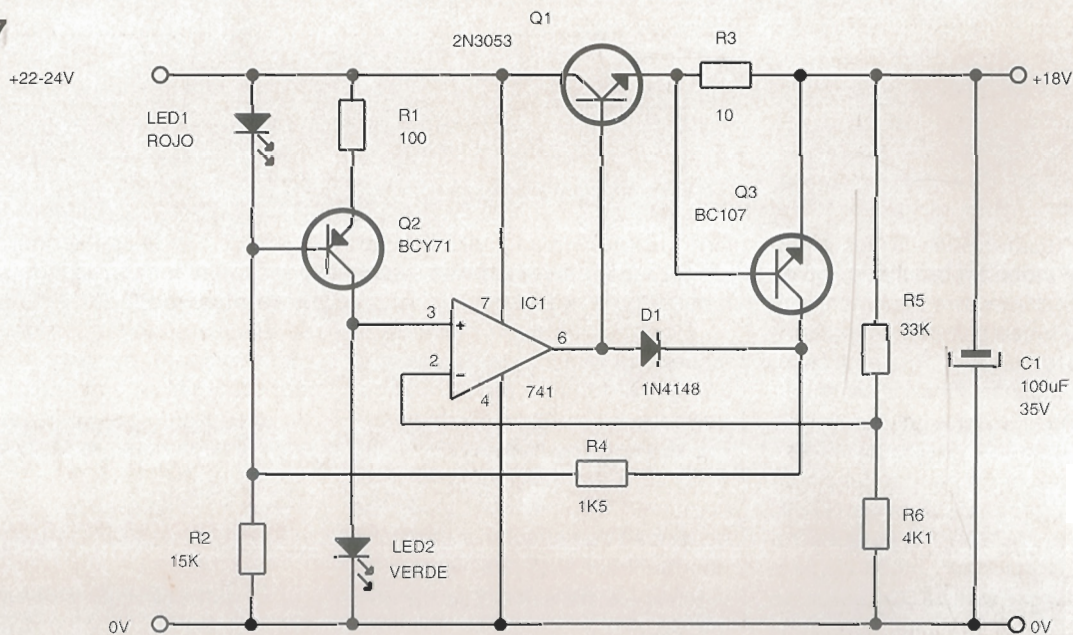 Q1
2N3053
R3
+22-24V
+18V
LED1
ROJO
R1
100
10
Q3
BC107
Q2
BCY71
7
IC1
3
+
D1
6
R5
33K
2
−
4
741
1N4148
C1
100uF
35V
R4
1K5
R2
15K
LED2
VERDE
R6
4K1
0V
0V